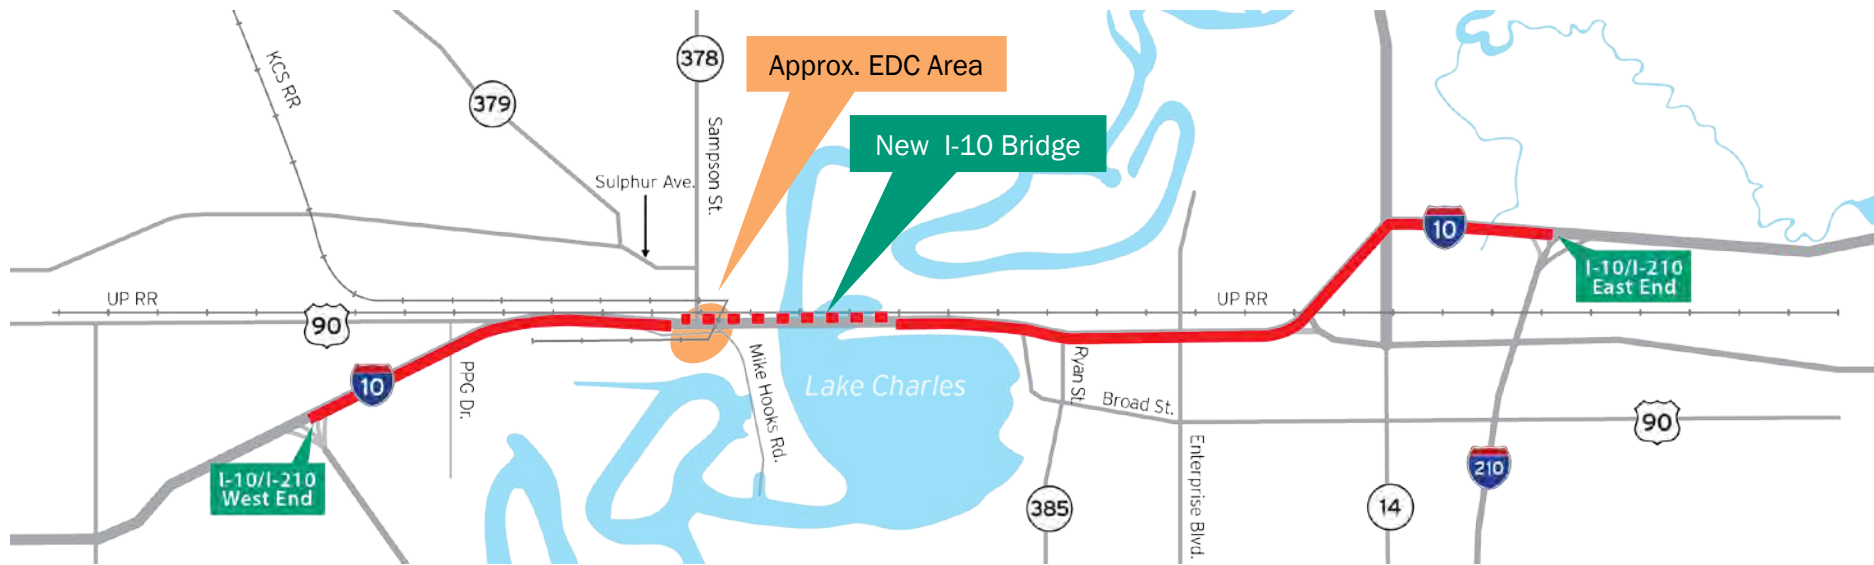 KCS RR
379
378
Sampson St.
Approx. EDC Area
New I-10 Bridge
Sulphur Ave.
10
I-10/I-210
East End
UP RR
90
UP RR
10
PPG Dr.
Mike Hooks Rd.
Lake Charles
Ryan St.
Broad St.
90
I-10/I-210
West End
385
Enterprise Blvd.
14
210